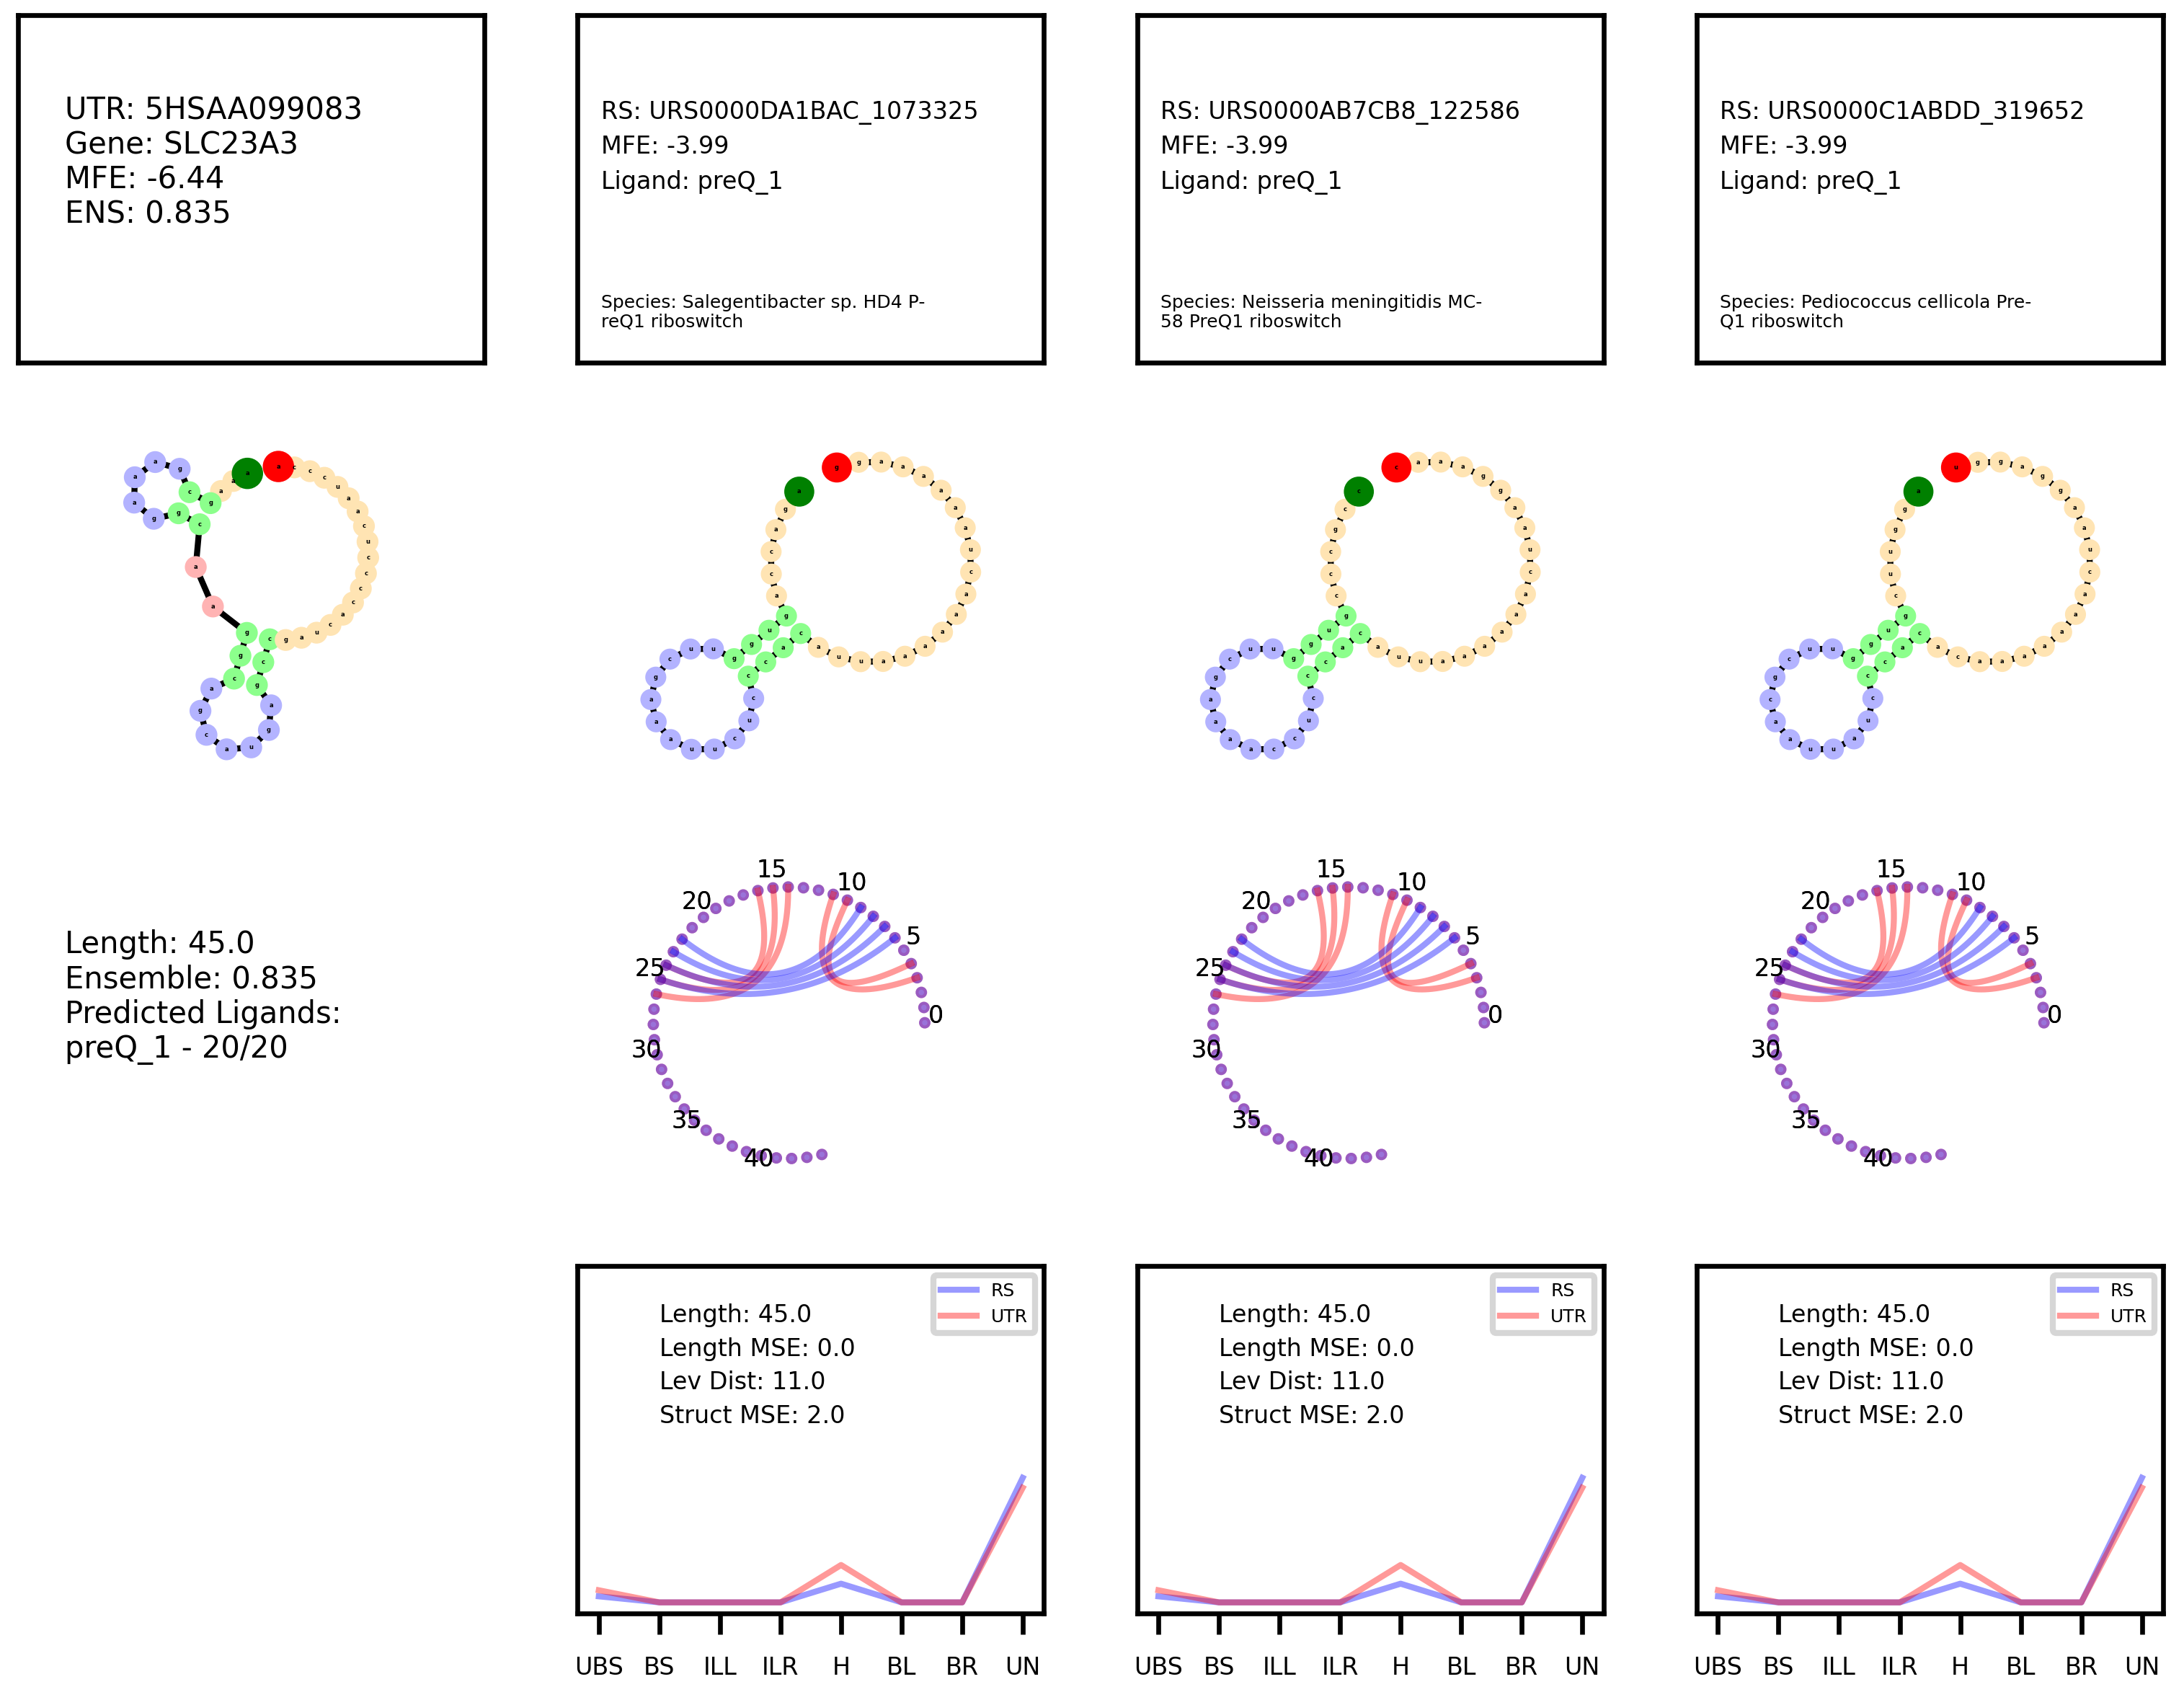 UTR: 5HSAA099083
Gene: SLC23A3
MFE: -6.44
ENS: 0.835
RS: URS0000DA1BAC_1073325
MFE: -3.99
Ligand: preQ_1
Species: Salegentibacter sp. HD4 P-
reQ1 riboswitch
RS: URS0000AB7CB8_122586
MFE: -3.99
Ligand: preQ_1
Species: Neisseria meningitidis MC-
58 PreQ1 riboswitch
RS: URS0000C1ABDD_319652
MFE: -3.99
Ligand: preQ_1
Species: Pediococcus cellicola Pre-
Q1 riboswitch
Length: 45.0
Ensemble: 0.835
Predicted Ligands:
preQ_1 - 20/20
0
5
10
15
20
25
30
35
40
0
5
10
15
20
25
30
35
40
0
5
10
15
20
25
30
35
40
RS
UTR
Length: 45.0
Length MSE: 0.0
Lev Dist: 11.0
Struct MSE: 2.0
UBS BS ILL ILR H BL BR UN
RS
UTR
Length: 45.0
Length MSE: 0.0
Lev Dist: 11.0
Struct MSE: 2.0
UBS BS ILL ILR H BL BR UN
RS
UTR
Length: 45.0
Length MSE: 0.0
Lev Dist: 11.0
Struct MSE: 2.0
UBS BS ILL ILR H BL BR UN